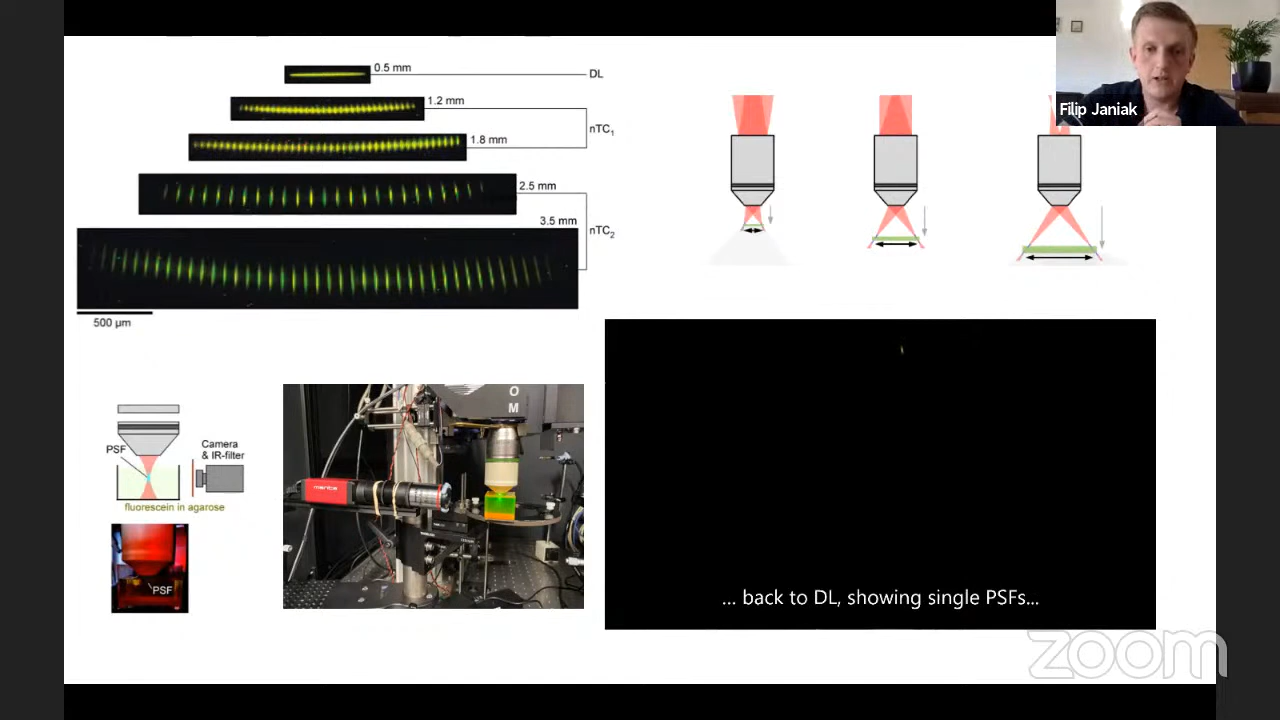 Filip Janiak
0.5 mm
DL
1.2 mm
nTC1
1.8 mm
2.5 mm
3.5 mm
nTC2
500 µm
PSF
Camera
& IR-filter
fluorescein in agarose
PSF
O
M
... back to DL, showing single PSFs...
zoom